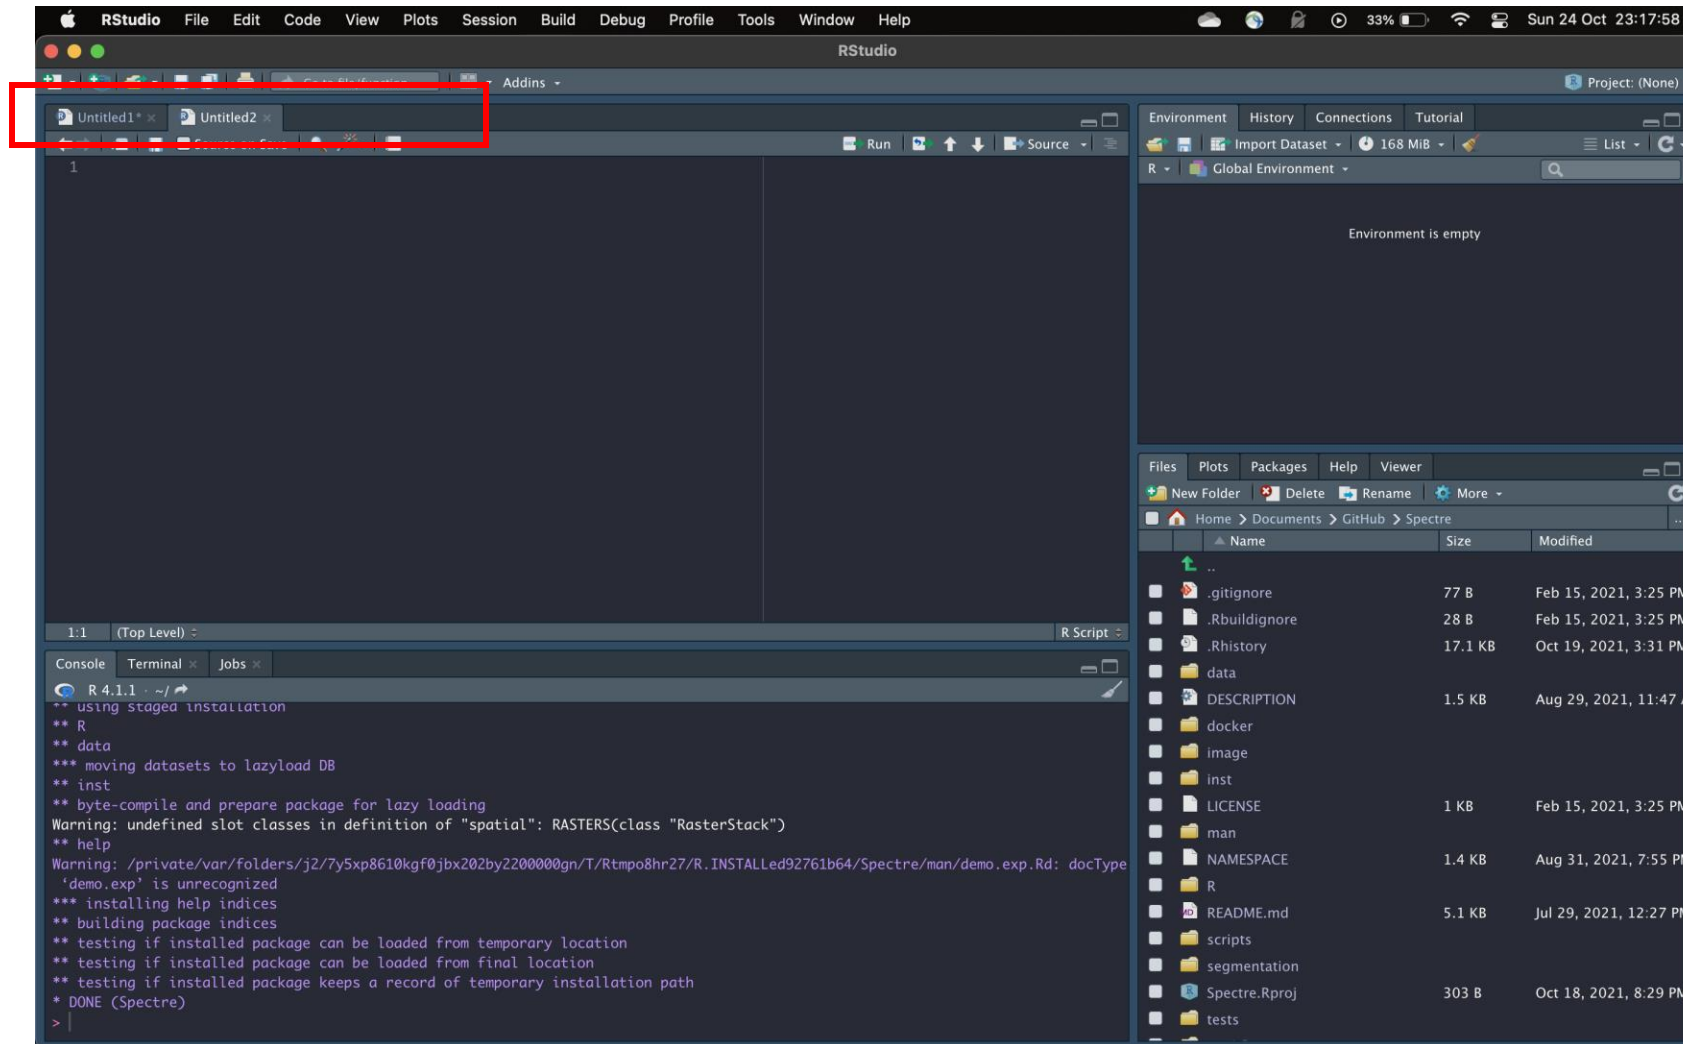 RStudio File Edit Code View Plots Session Build Debug Profile Tools Window Help 33% Sun 24 Oct 23:17:58
RStudio
Addins Project: (None)
Untitled1* × Untitled2 ×
Environment History Connections Tutorial
Source on Save Run Source
Import Dataset 168 MiB List
R Global Environment
1
Environment is empty
Files Plots Packages Help Viewer
New Folder Delete Rename More
Home Documents GitHub Spectre ...
Name Size Modified
..
.gitignore 77 B Feb 15, 2021, 3:25 PM
.Rbuildignore 28 B Feb 15, 2021, 3:25 PM
.Rhistory 17.1 KB Oct 19, 2021, 3:31 PM
data
DESCRIPTION 1.5 KB Aug 29, 2021, 11:47
docker
image
inst
LICENSE 1 KB Feb 15, 2021, 3:25 PM
man
NAMESPACE 1.4 KB Aug 31, 2021, 7:55 PM
R
README.md 5.1 KB Jul 29, 2021, 12:27 PM
scripts
segmentation
Spectre.Rproj 303 B Oct 18, 2021, 8:29 PM
tests
1:1 (Top Level) R Script
Console Terminal × Jobs ×
R 4.1.1 · ~/
** using staged installation
** R
** data
*** moving datasets to lazyload DB
** inst
** byte-compile and prepare package for lazy loading
Warning: undefined slot classes in definition of "spatial": RASTERS(class "RasterStack")
** help
Warning: /private/var/folders/j2/7y5xp8610kgf0jbx202by2200000gn/T/Rtmpo8hr27/R.INSTALLed92761b64/Spectre/man/demo.exp.Rd: docType
‘demo.exp’ is unrecognized
*** installing help indices
** building package indices
** testing if installed package can be loaded from temporary location
** testing if installed package can be loaded from final location
** testing if installed package keeps a record of temporary installation path
* DONE (Spectre)
>